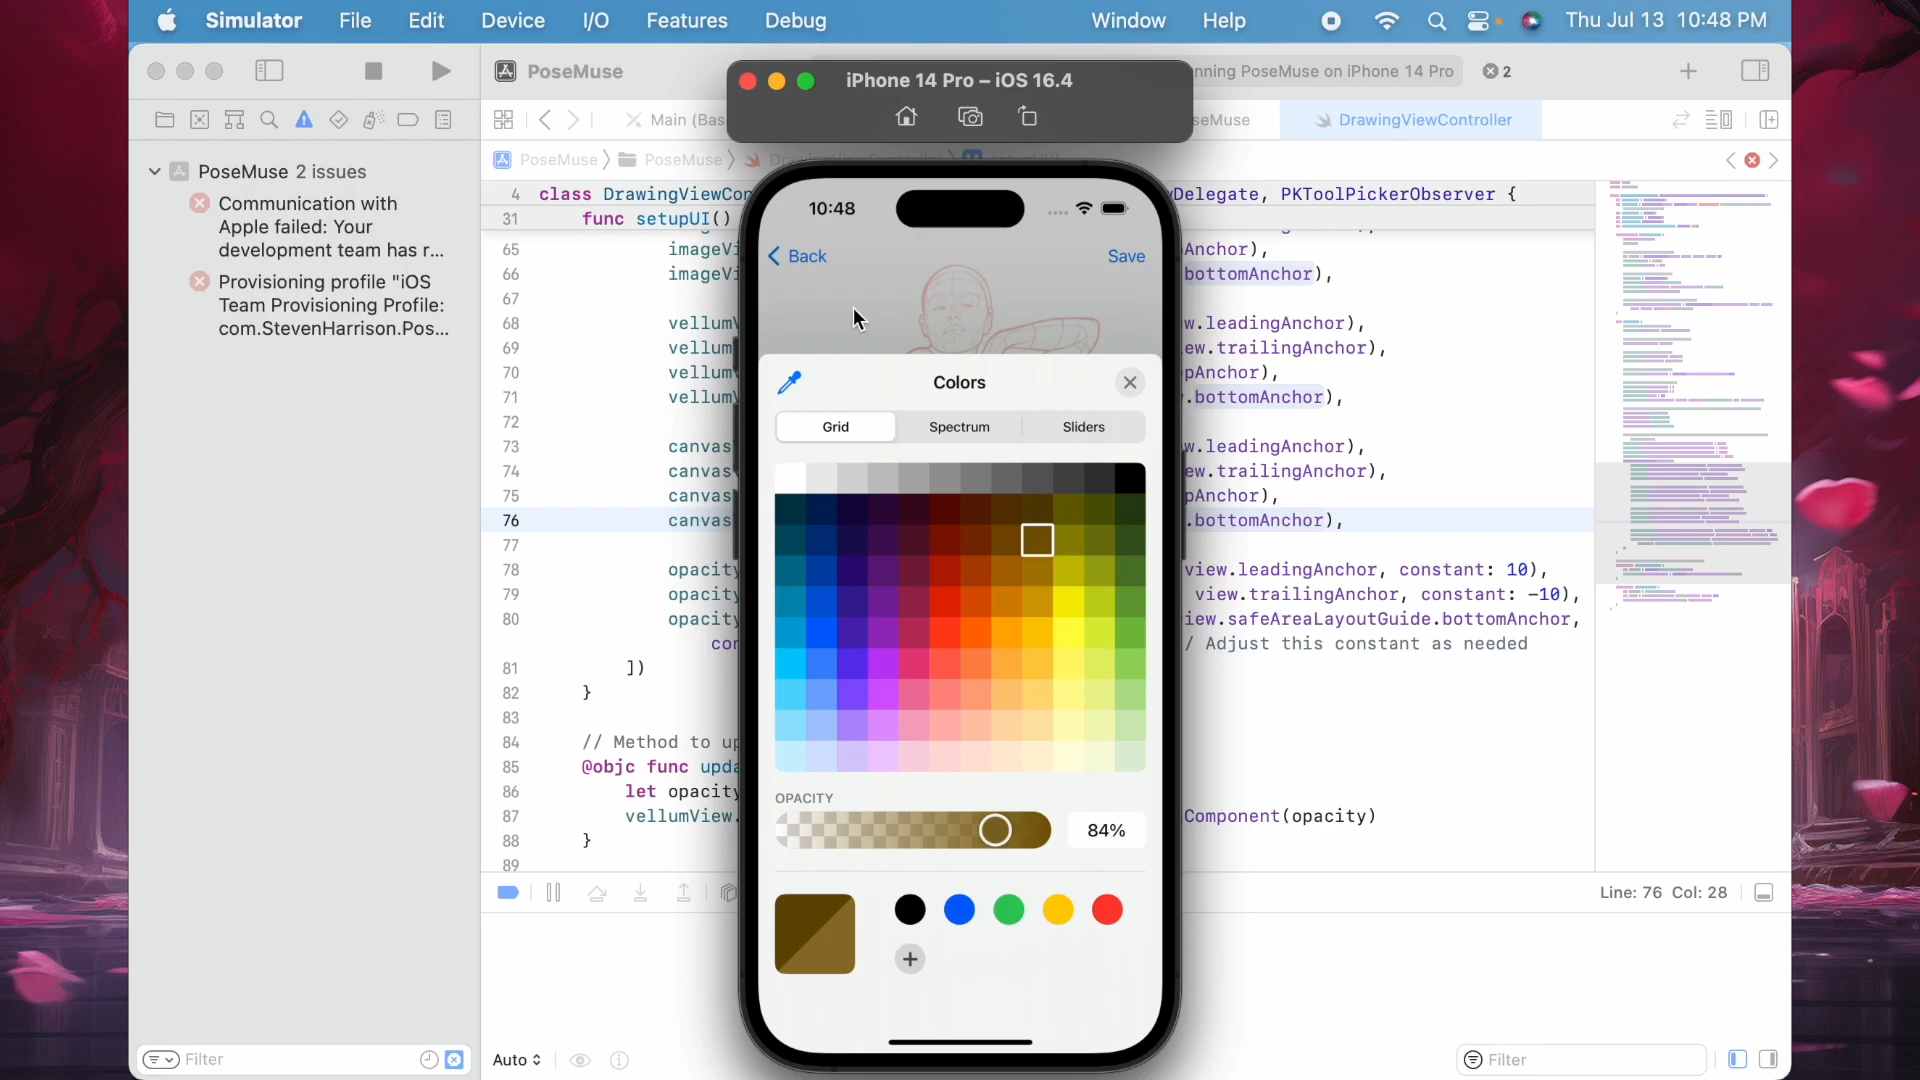 Simulator File Edit Device I/O Features Debug Window Help Thu Jul 13 10:48 PM
PoseMuse
iPhone 14 Pro – iOS 16.4
nning PoseMuse on iPhone 14 Pro 2
Main (Bas
seMuse
DrawingViewController
PoseMuse 2 issues
Communication with
Apple failed: Your
development team has r...
Provisioning profile "iOS
Team Provisioning Profile:
com.StevenHarrison.Pos...
PoseMuse PoseMuse
4 class DrawingViewCon
wDelegate, PKToolPickerObserver {
31 func setupUI()
65 imageVi
Anchor),
66 imageVi
bottomAnchor),
67
68 vellumV
w.leadingAnchor),
69 vellumV
ew.trailingAnchor),
70 vellumV
pAnchor),
71 vellumV
.bottomAnchor),
72
73 canvas
w.leadingAnchor),
74 canvas
ew.trailingAnchor),
75 canvas
pAnchor),
76 canvas
.bottomAnchor),
77
78 opacity
view.leadingAnchor, constant: 10),
79 opacity
view.trailingAnchor, constant: -10),
80 opacity
iew.safeAreaLayoutGuide.bottomAnchor,
con
/ Adjust this constant as needed
81 ])
82 }
83
84 // Method to up
85 @objc func upda
86 let opacity
87 vellumView.
Component(opacity)
88 }
89
10:48
Back
Save
Colors
Grid Spectrum Sliders
OPACITY
84%
Line: 76 Col: 28
Filter
Auto
Filter